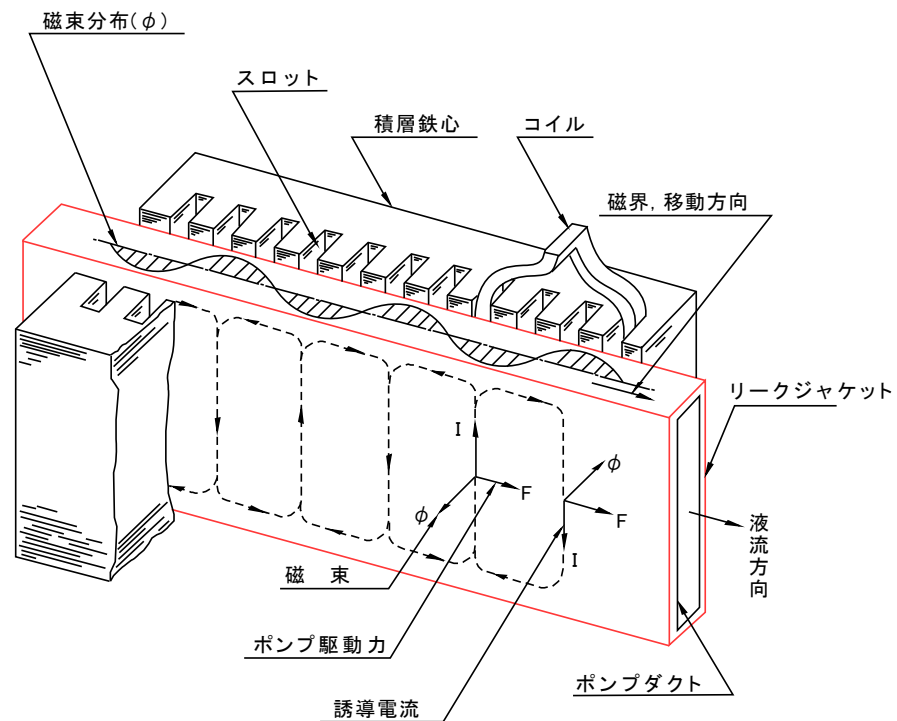 磁束分布(φ)
スロット
積層鉄心
コイル
磁界,移動方向
リークジャケット
I
φ
F
φ
F
I
液流方向
磁 束
ポンプ駆動力
ポンプダクト
誘導電流